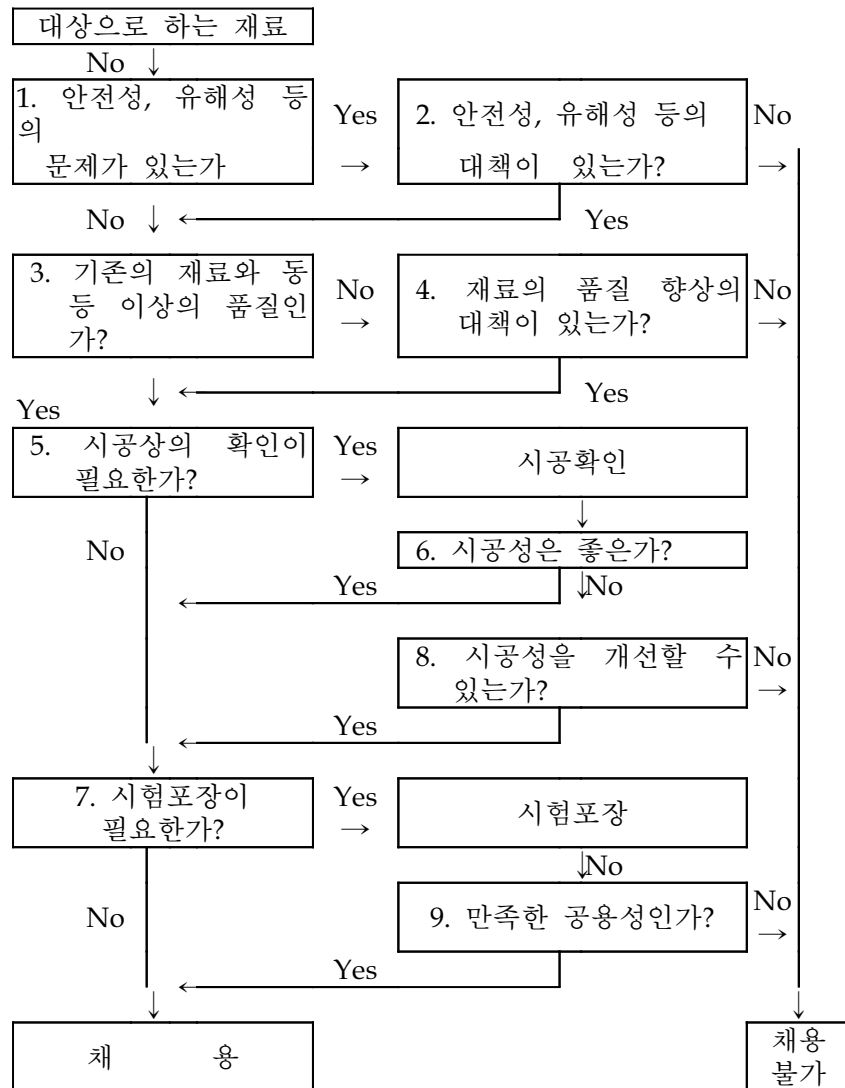 대상으로 하는 재료
No ↓
1. 안전성, 유해성 등
의
문제가 있는가
Yes
→
2. 안전성, 유해성 등의
대책이 있는가?
No
→
No ↓ ←
Yes
3. 기존의 재료와 동
등 이상의 품질인
가?
No
→
4. 재료의 품질 향상의
대책이 있는가?
No
→
↓ ←
Yes
Yes
5. 시공상의 확인이
필요한가?
Yes
→
시공확인
↓
No
6. 시공성은 좋은가?
← Yes
↓No
8. 시공성을 개선할 수
있는가?
No
→
Yes
←
↓
7. 시험포장이
필요한가?
Yes
→
시험포장
↓No
No
9. 만족한 공용성인가?
No
→
Yes
←
↓
↓
채 용
채용
불가